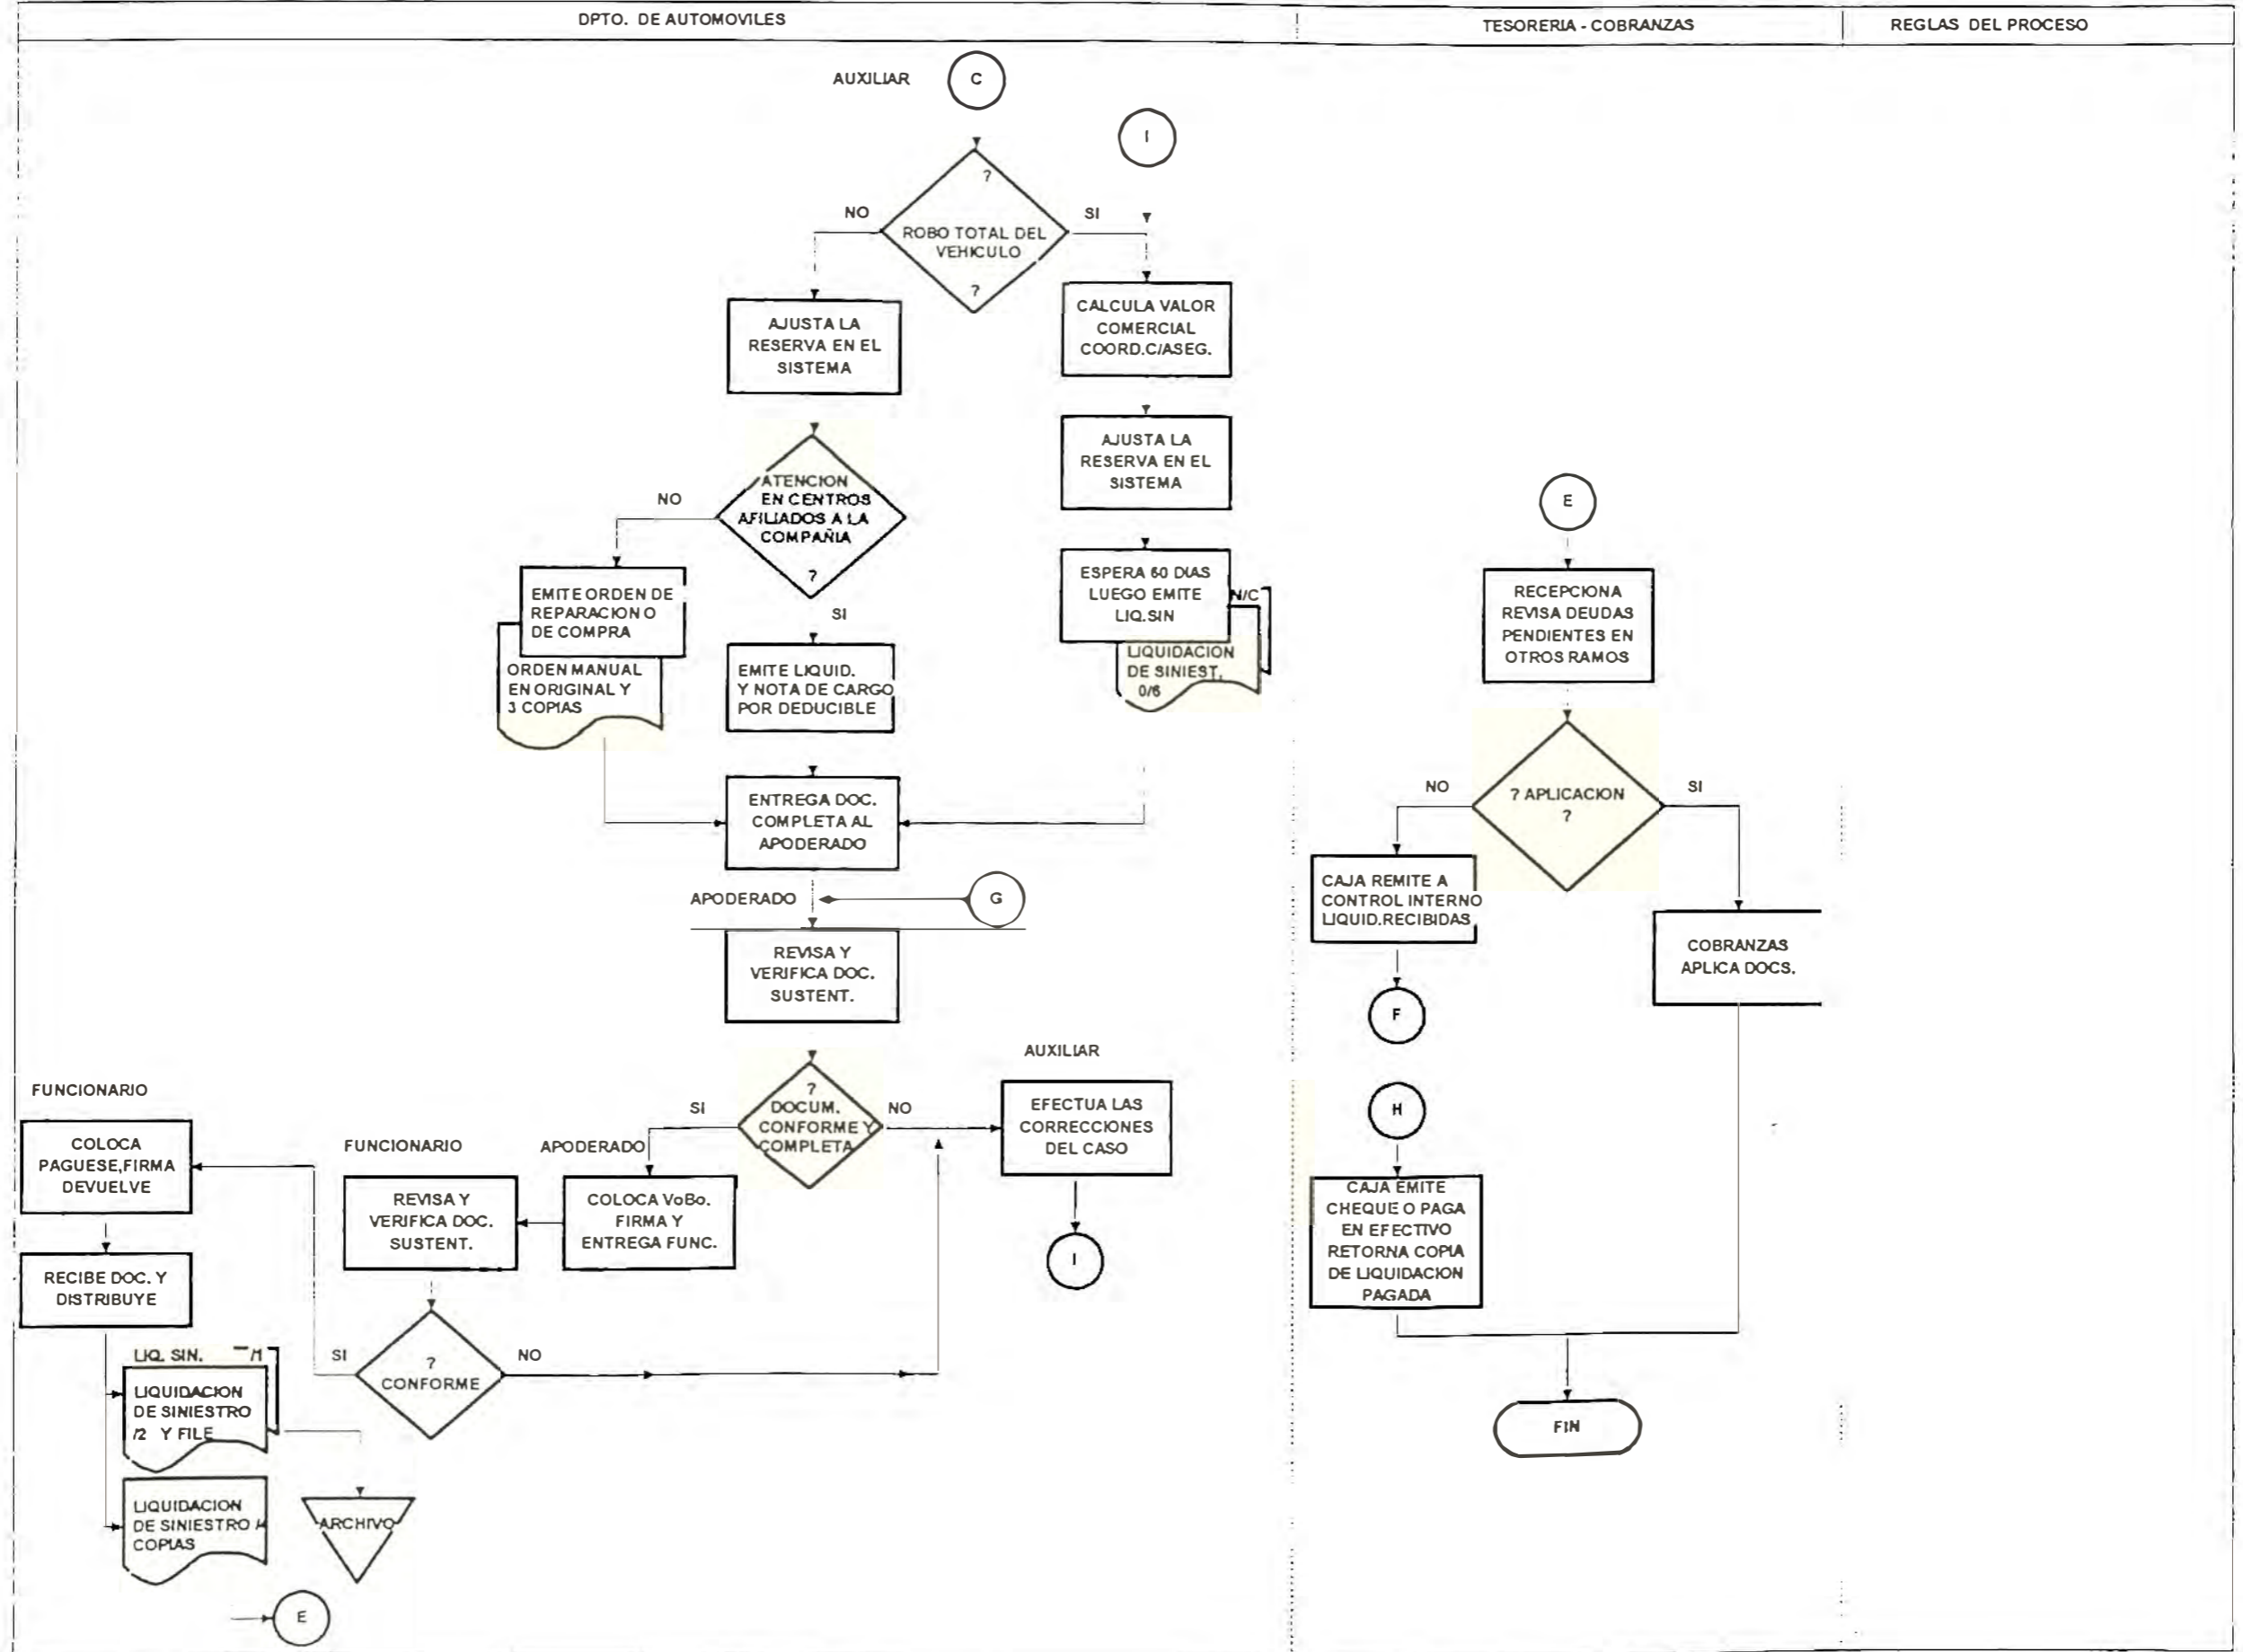 DPTO. DE AUTOMOVILES
TESORERIA - COBRANZAS
REGLAS DEL PROCESO
AUXILIAR
C
I
?
ROBO TOTAL DEL
VEHICULO
?
NO
SI
AJUSTA LA
RESERVA EN EL
SISTEMA
CALCULA VALOR
COMERCIAL
COORD.C/ASEG.
AJUSTA LA
RESERVA EN EL
SISTEMA
ATENCION
EN CENTROS
AFILIADOS A LA
COMPAÑIA
?
NO
SI
EMITE ORDEN DE
REPARACION O
DE COMPRA
ORDEN MANUAL
EN ORIGINAL Y
3 COPIAS
EMITE LIQUID.
Y NOTA DE CARGO
POR DEDUCIBLE
ESPERA 60 DIAS
LUEGO EMITE
LIQ.SIN
N/C
LIQUIDACION
DE SINIEST.
0/6
ENTREGA DOC.
COMPLETA AL
APODERADO
APODERADO
G
REVISA Y
VERIFICA DOC.
SUSTENT.
?
DOCUM.
CONFORME Y
COMPLETA
SI
NO
AUXILIAR
EFECTUA LAS
CORRECCIONES
DEL CASO
I
APODERADO
COLOCA VoBo.
FIRMA Y
ENTREGA FUNC.
FUNCIONARIO
REVISA Y
VERIFICA DOC.
SUSTENT.
?
CONFORME
SI
NO
FUNCIONARIO
COLOCA
PAGUESE,FIRMA
DEVUELVE
RECIBE DOC. Y
DISTRIBUYE
LIQ. SIN.
LIQUIDACION
DE SINIESTRO
/2 Y FILE
LIQUIDACION
DE SINIESTRO
COPIAS
ARCHIVO
E
E
RECEPCIONA
REVISA DEUDAS
PENDIENTES EN
OTROS RAMOS
? APLICACION
?
NO
SI
CAJA REMITE A
CONTROL INTERNO
LIQUID.RECIBIDAS
F
COBRANZAS
APLICA DOCS.
H
CAJA EMITE
CHEQUE O PAGA
EN EFECTIVO
RETORNA COPIA
DE LIQUIDACION
PAGADA
FIN